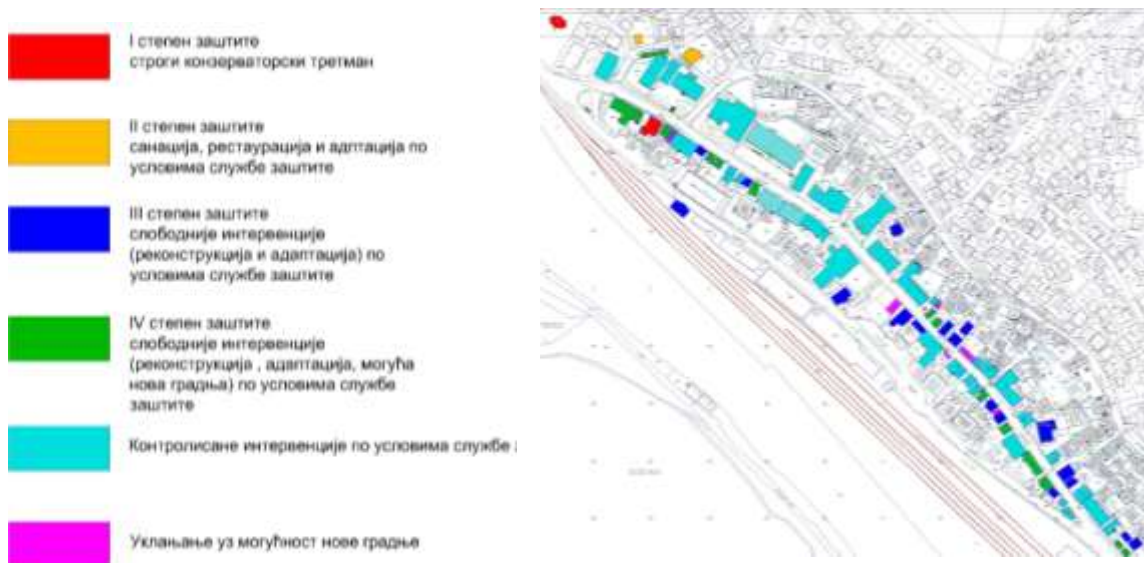 I степен заштите
строги конзерваторски третман
II степен заштите
санација, рестаурација и адптација по
условима службе заштите
III степен заштите
слободније интервенције
(реконструкција и адаптација) по
условима службе заштите
IV степен заштите
слободније интервенције
(реконструкција , адаптација, могућа
нова градња) по условима службе
заштите
Контролисане интервенције по условима службе з
Уклањање уз могућност нове градње